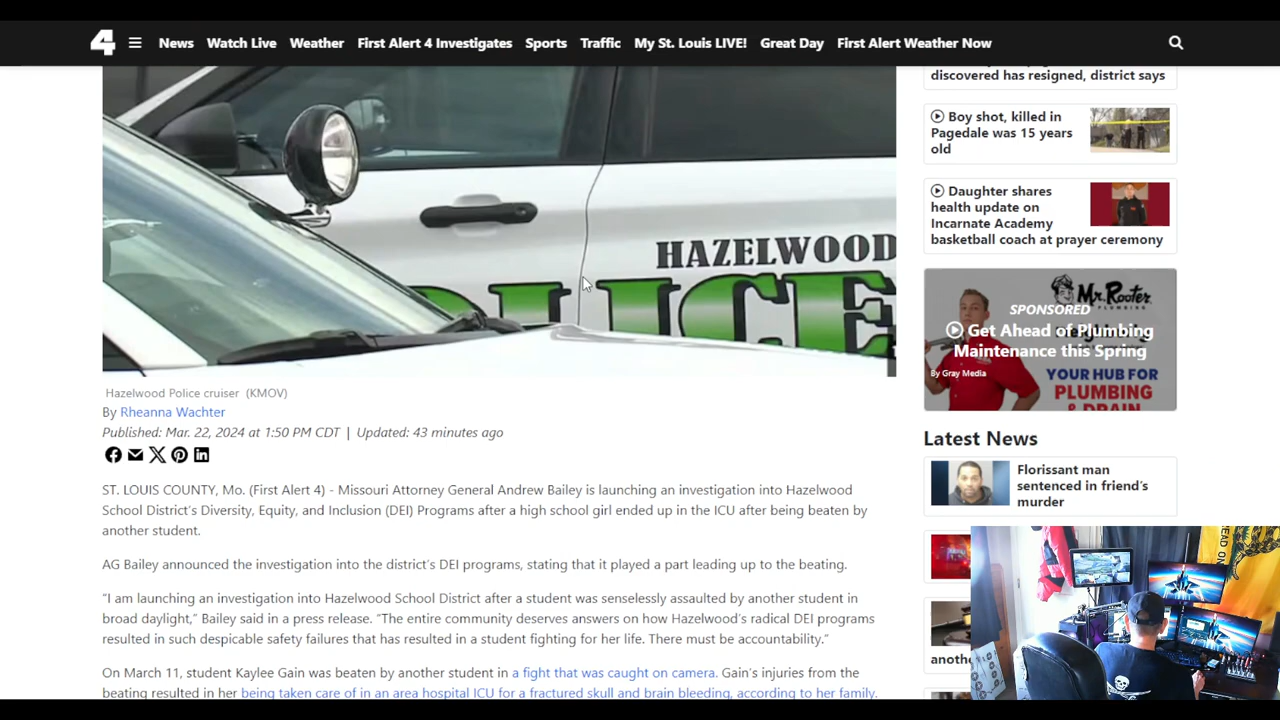 4
News Watch Live Weather First Alert 4 Investigates Sports Traffic My St. Louis LIVE! Great Day First Alert Weather Now
HAZELWOOD
POLICE
Hazelwood Police cruiser (KMOV)
By Rheanna Wachter
Published: Mar. 22, 2024 at 1:50 PM CDT | Updated: 43 minutes ago
ST. LOUIS COUNTY, Mo. (First Alert 4) - Missouri Attorney General Andrew Bailey is launching an investigation into Hazelwood
School District's Diversity, Equity, and Inclusion (DEI) Programs after a high school girl ended up in the ICU after being beaten by
another student.
AG Bailey announced the investigation into the district's DEI programs, stating that it played a part leading up to the beating.
“I am launching an investigation into Hazelwood School District after a student was senselessly assaulted by another student in
broad daylight,” Bailey said in a press release. “The entire community deserves answers on how Hazelwood's radical DEI programs
resulted in such despicable safety failures that has resulted in a student fighting for her life. There must be accountability.”
On March 11, student Kaylee Gain was beaten by another student in a fight that was caught on camera. Gain's injuries from the
beating resulted in her being taken care of in an area hospital ICU for a fractured skull and brain bleeding, according to her family.
discovered has resigned, district says
Boy shot, killed in
Pagedale was 15 years
old
Daughter shares
health update on
Incarnate Academy
basketball coach at prayer ceremony
Mr. Rooter
PLUMBING
SPONSORED
Get Ahead of Plumbing
Maintenance this Spring
By Gray Media
YOUR HUB FOR
PLUMBING
& DRAIN
Latest News
Florissant man
sentenced in friend's
murder
anoth